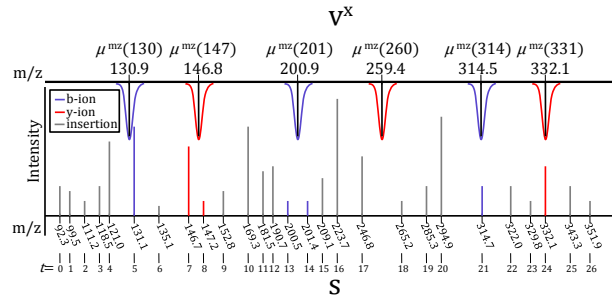 V^x
μ^mz(130) μ^mz(147) μ^mz(201) μ^mz(260) μ^mz(314) μ^mz(331)
m/z 130.9 146.8 200.9 259.4 314.5 332.1
b-ion
y-ion
insertion
Intensity
m/z 92.3 99.5 111.2 118.5 121.0 131.1 135.1 146.7 147.2 152.8 169.3 181.5 190.7 200.5 201.4 209.1 223.7 246.8 265.2 285.3 294.9 314.7 322.0 329.8 332.1 343.3 351.9
t= 0 1 2 3 4 5 6 7 8 9 10 11 12 13 14 15 16 17 18 19 20 21 22 23 24 25 26
S